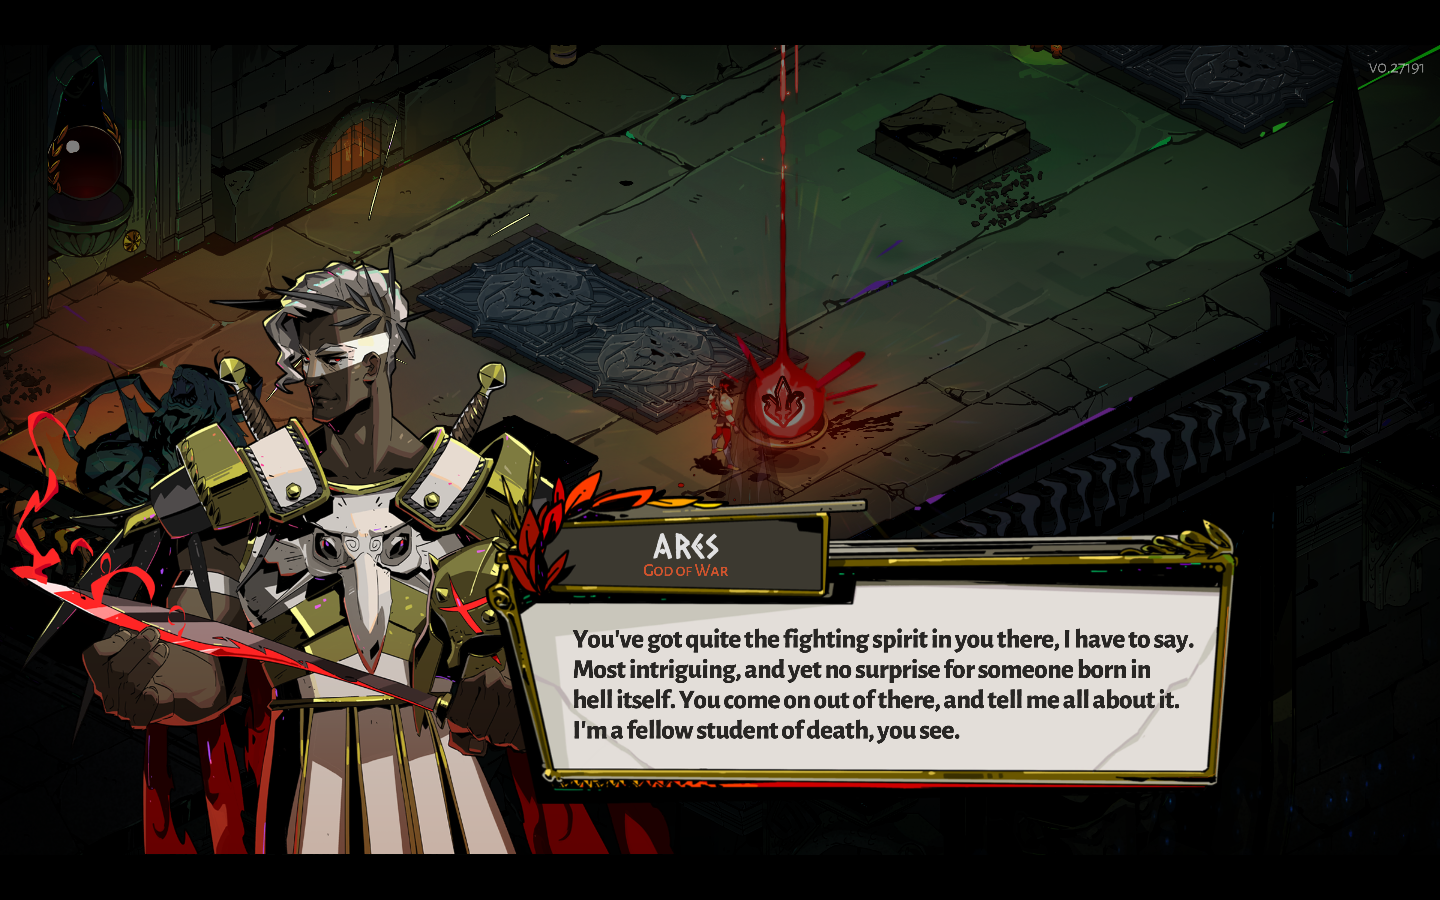 V0.27191
ARES
GOD OF WAR
You've got quite the fighting spirit in you there, I have to say.
Most intriguing, and yet no surprise for someone born in
hell itself. You come on out of there, and tell me all about it.
I'm a fellow student of death, you see.